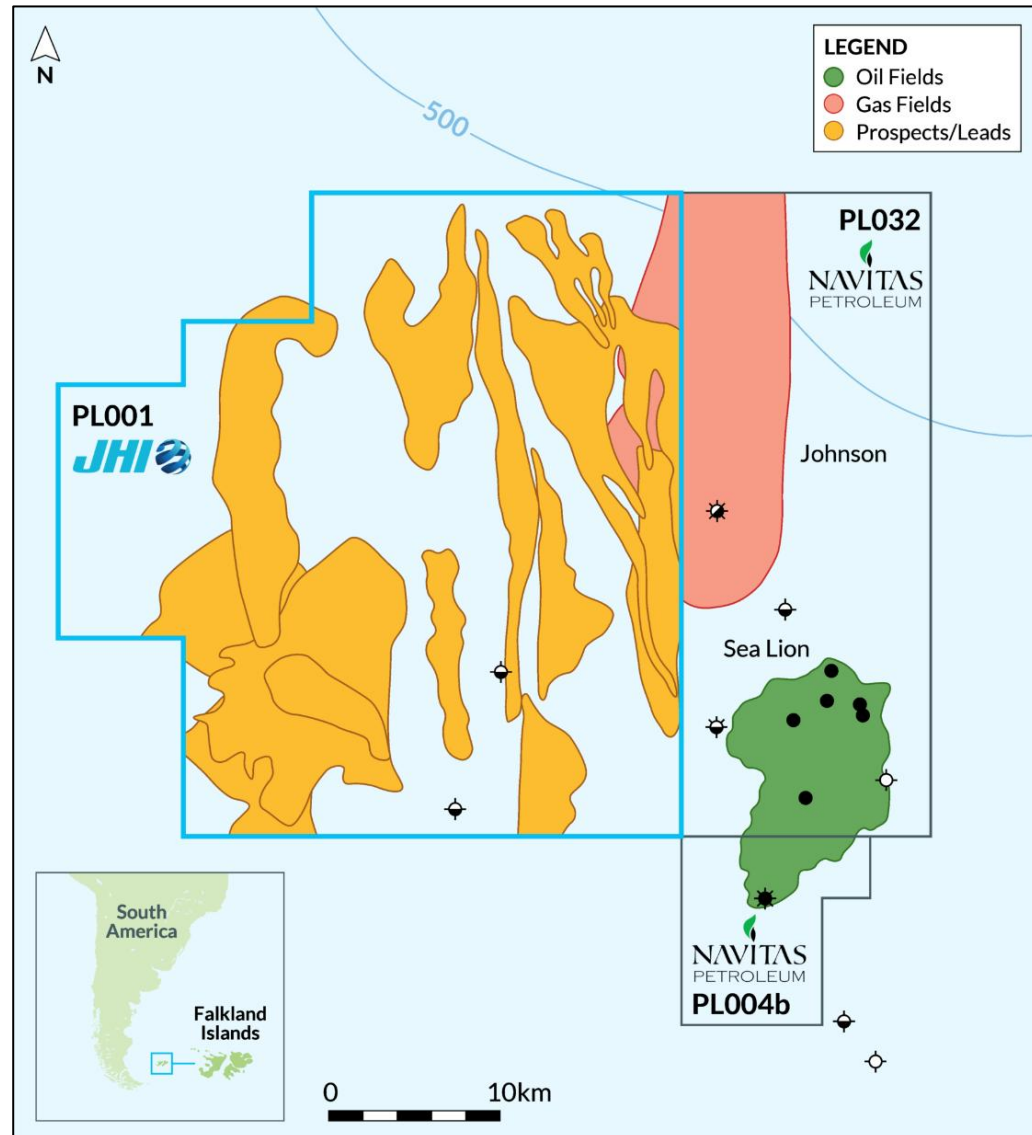 N
LEGEND
Oil Fields
Gas Fields
Prospects/Leads
500
PL032
NAVITAS
PETROLEUM
PL001
JHI
Johnson
Sea Lion
South
America
Falkland
Islands
NAVITAS
PETROLEUM
PL004b
0 10km